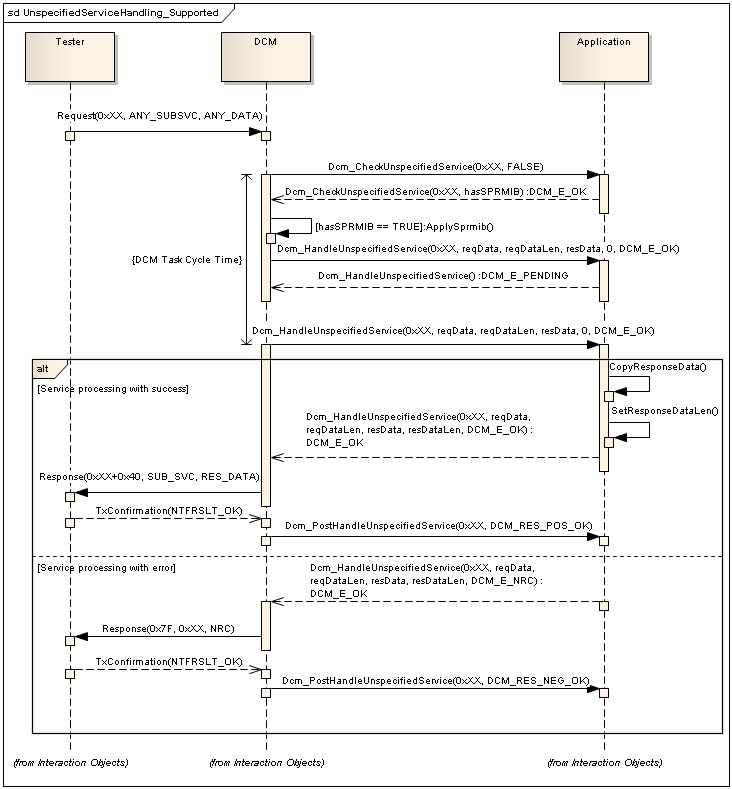 sd UnspecifiedServiceHandling_Supported
Tester
DCM
Application
Request(0xXX, ANY_SUBSVC, ANY_DATA)
Dcm_CheckUnspecifiedService(0xXX, FALSE)
Dcm_CheckUnspecifiedService(0xXX, hasSPRMIB) :DCM_E_OK
[hasSPRMIB == TRUE]:ApplySprmib()
Dcm_HandleUnspecifiedService(0xXX, reqData, reqDataLen, resData, 0, DCM_E_OK)
{DCM Task Cycle Time}
Dcm_HandleUnspecifiedService() :DCM_E_PENDING
Dcm_HandleUnspecifiedService(0xXX, reqData, reqDataLen, resData, 0, DCM_E_OK)
alt
CopyResponseData()
[Service processing with success]
SetResponseDataLen()
Dcm_HandleUnspecifiedService(0xXX, reqData,
reqDataLen, resData, resDataLen, DCM_E_OK) :
DCM_E_OK
Response(0xXX+0x40, SUB_SVC, RES_DATA)
TxConfirmation(NTFRSLT_OK)
Dcm_PostHandleUnspecifiedService(0xXX, DCM_RES_POS_OK)
[Service processing with error]
Dcm_HandleUnspecifiedService(0xXX, reqData,
reqDataLen, resData, resDataLen, DCM_E_NRC) :
DCM_E_OK
Response(0x7F, 0xXX, NRC)
TxConfirmation(NTFRSLT_OK)
Dcm_PostHandleUnspecifiedService(0xXX, DCM_RES_NEG_OK)
(from Interaction Objects)
(from Interaction Objects)
(from Interaction Objects)